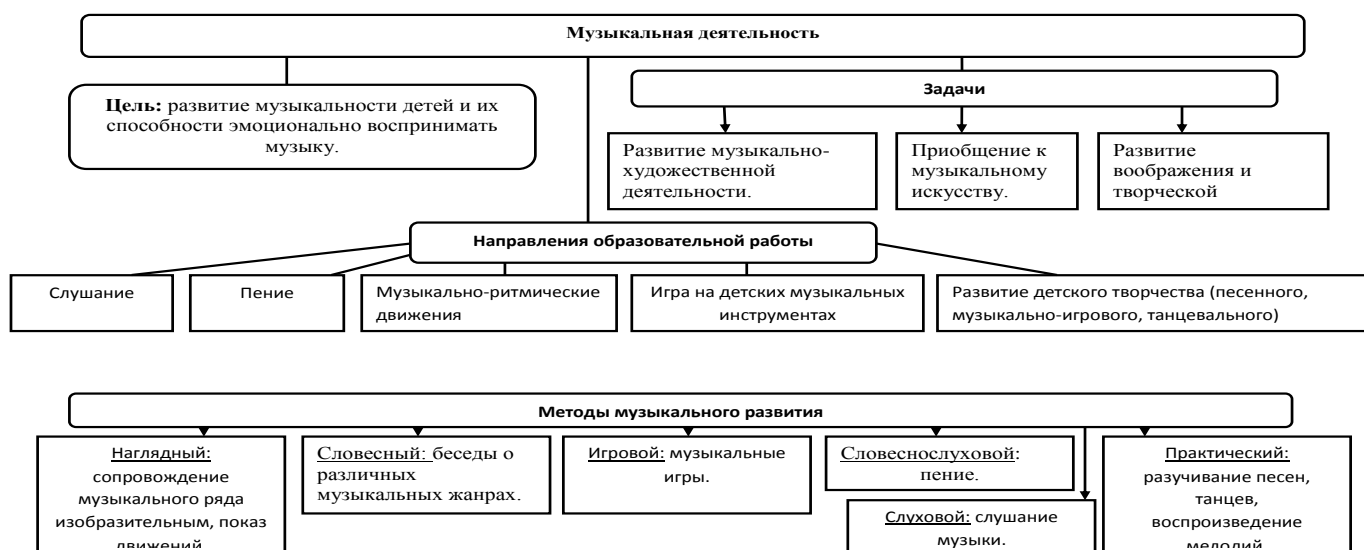 Музыкальная деятельность
Цель: развитие музыкальности детей и их
способности эмоционально воспринимать
музыку.
Задачи
Развитие музыкально-
художественной
деятельности.
Приобщение к
музыкальному
искусству.
Развитие
воображения и
творческой
Направления образовательной работы
Слушание
Пение
Музыкально-ритмические
движения
Игра на детских музыкальных
инструментах
Развитие детского творчества (песенного,
музыкально-игрового, танцевального)
Методы музыкального развития
Наглядный:
сопровождение
музыкального ряда
изобразительным, показ
движений
Словесный: беседы о
различных
музыкальных жанрах.
Игровой: музыкальные
игры.
Словеснослуховой:
пение.
Слуховой: слушание
музыки.
Практический:
разучивание песен,
танцев,
воспроизведение
мелодий